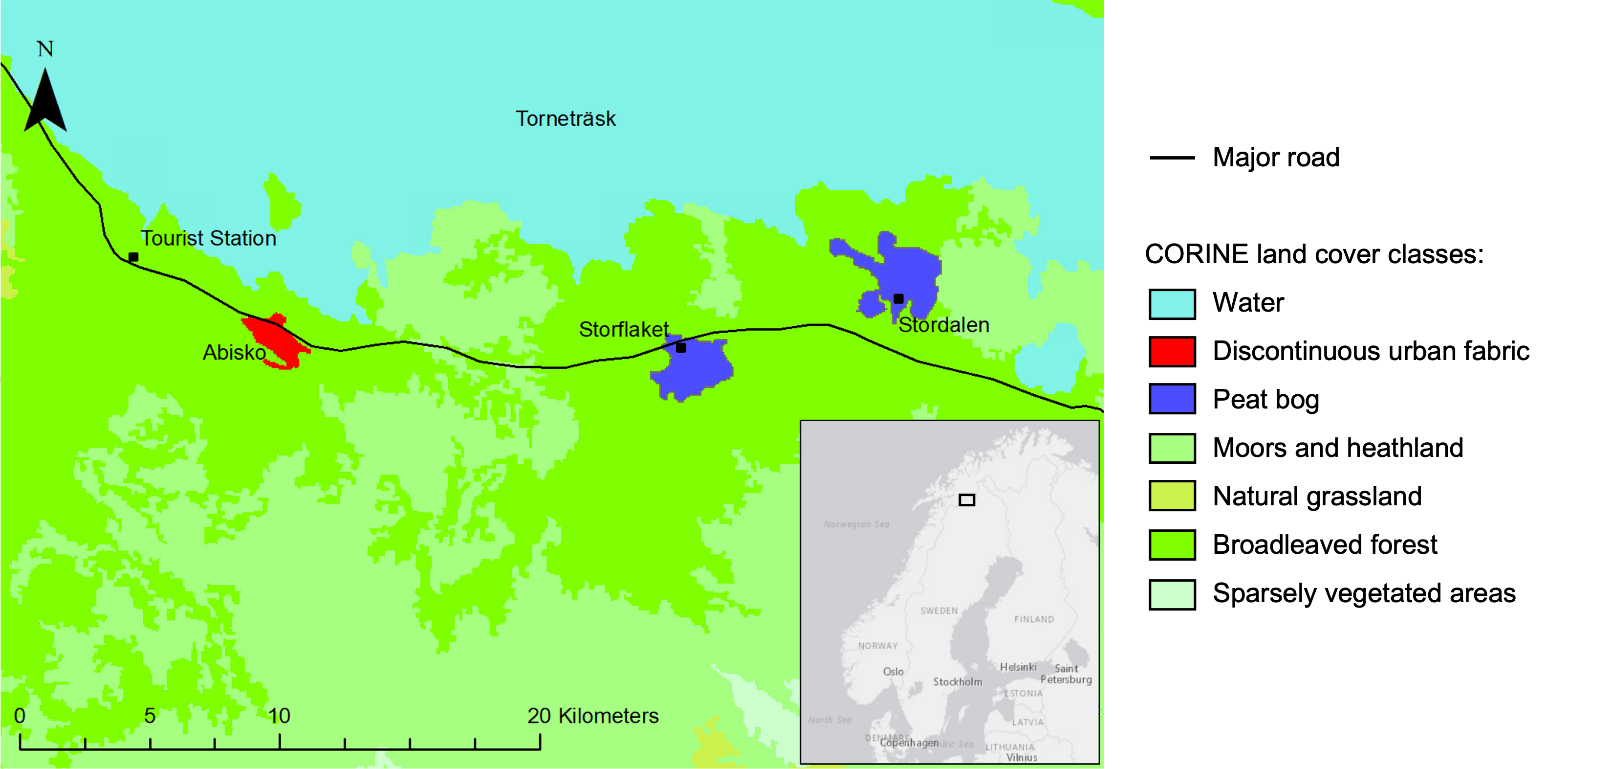 N
Torneträsk
Tourist Station
Storflaket
Stordalen
Abisko
0 5 10 20 Kilometers
Norwegian Sea
SWEDEN
FINLAND
NORWAY
Oslo
Helsinki
Saint
Petersburg
Stockholm
ESTONIA
North Sea
LATVIA
DENMARK
Copenhagen
Baltic Sea
LITHUANIA
Vilnius
Major road
CORINE land cover classes:
Water
Discontinuous urban fabric
Peat bog
Moors and heathland
Natural grassland
Broadleaved forest
Sparsely vegetated areas